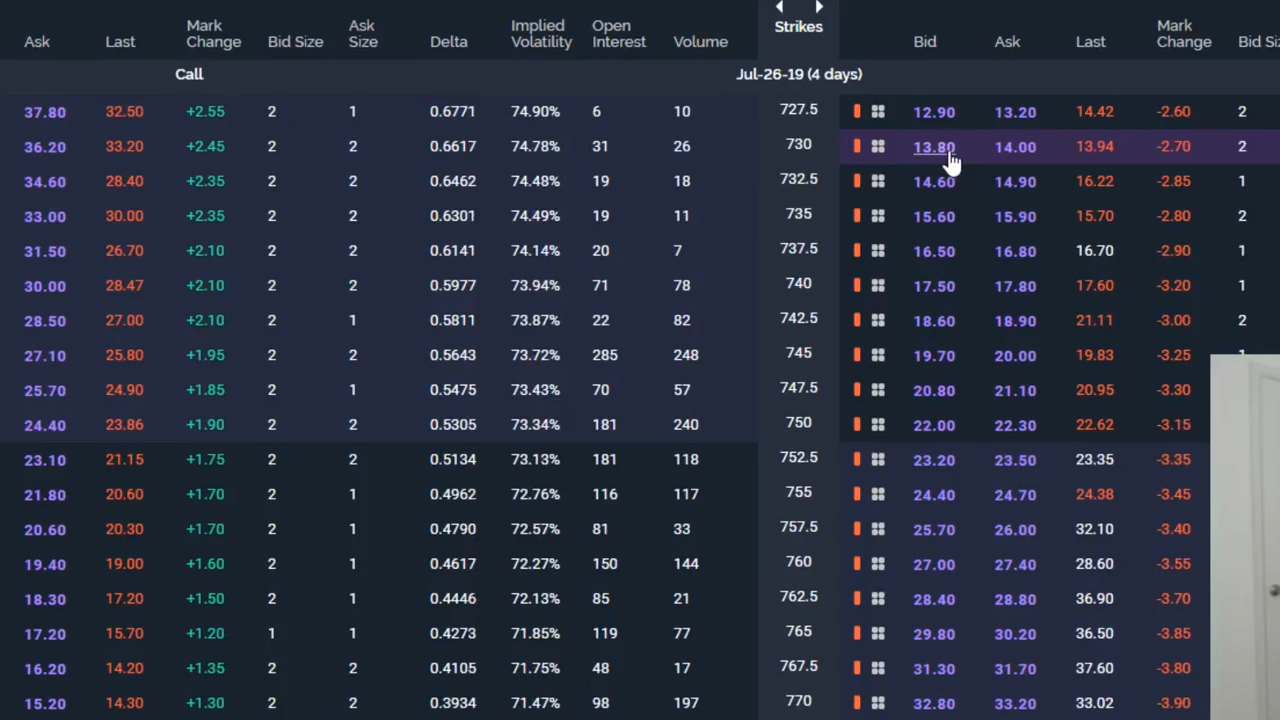 Ask Last Mark Change Bid Size Ask Size Delta Implied Volatility Open Interest Volume Strikes Bid Ask Last Mark Change Bid Si
Call Jul-26-19 (4 days)
37.80 32.50 +2.55 2 1 0.6771 74.90% 6 10 727.5 12.90 13.20 14.42 -2.60 2
36.20 33.20 +2.45 2 2 0.6617 74.78% 31 26 730 13.80 14.00 13.94 -2.70 2
34.60 28.40 +2.35 2 2 0.6462 74.48% 19 18 732.5 14.60 14.90 16.22 -2.85 1
33.00 30.00 +2.35 2 2 0.6301 74.49% 19 11 735 15.60 15.90 15.70 -2.80 2
31.50 26.70 +2.10 2 2 0.6141 74.14% 20 7 737.5 16.50 16.80 16.70 -2.90 1
30.00 28.47 +2.10 2 2 0.5977 73.94% 71 78 740 17.50 17.80 17.60 -3.20 1
28.50 27.00 +2.10 2 1 0.5811 73.87% 22 82 742.5 18.60 18.90 21.11 -3.00 2
27.10 25.80 +1.95 2 2 0.5643 73.72% 285 248 745 19.70 20.00 19.83 -3.25
25.70 24.90 +1.85 2 1 0.5475 73.43% 70 57 747.5 20.80 21.10 20.95 -3.30
24.40 23.86 +1.90 2 2 0.5305 73.34% 181 240 750 22.00 22.30 22.62 -3.15
23.10 21.15 +1.75 2 2 0.5134 73.13% 181 118 752.5 23.20 23.50 23.35 -3.35
21.80 20.60 +1.70 2 1 0.4962 72.76% 116 117 755 24.40 24.70 24.38 -3.45
20.60 20.30 +1.70 2 1 0.4790 72.57% 81 33 757.5 25.70 26.00 32.10 -3.40
19.40 19.00 +1.60 2 2 0.4617 72.27% 150 144 760 27.00 27.40 28.60 -3.55
18.30 17.20 +1.50 2 1 0.4446 72.13% 85 21 762.5 28.40 28.80 36.90 -3.70
17.20 15.70 +1.20 1 1 0.4273 71.85% 119 77 765 29.80 30.20 36.50 -3.85
16.20 14.20 +1.35 2 2 0.4105 71.75% 48 17 767.5 31.30 31.70 37.60 -3.80
15.20 14.30 +1.30 2 2 0.3934 71.47% 98 197 770 32.80 33.20 33.02 -3.90